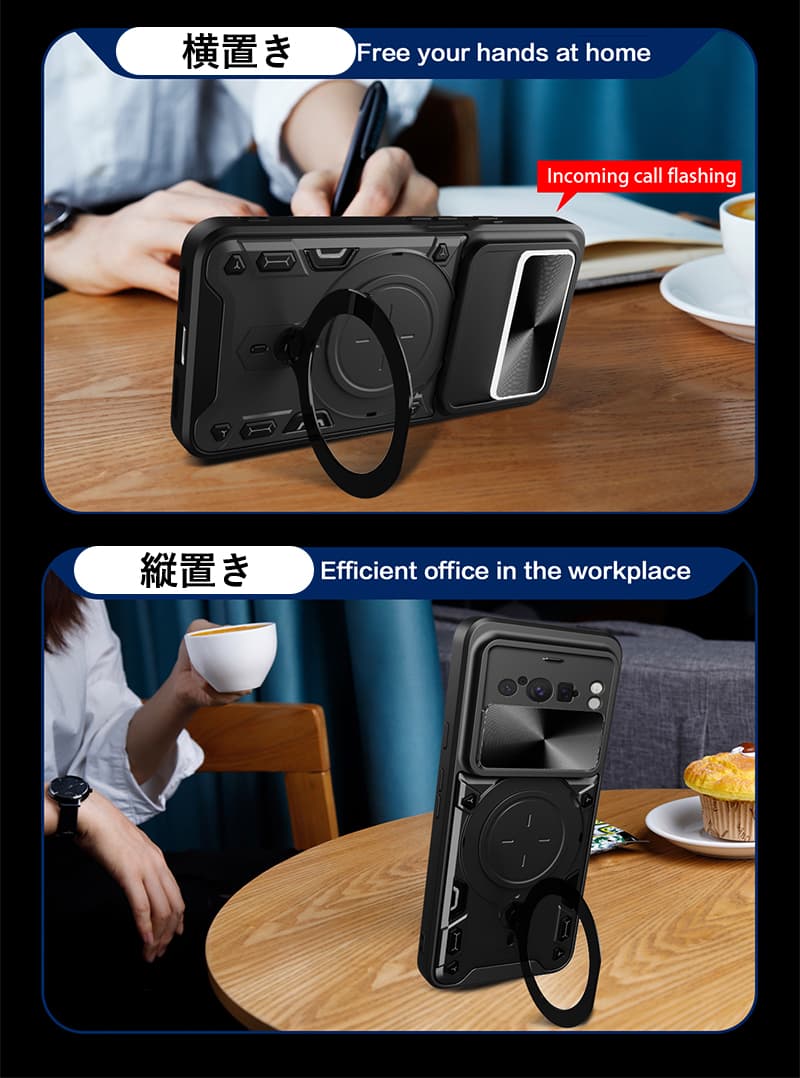 横置き Free your hands at home
Incoming call flashing
縦置き Efficient office in the workplace